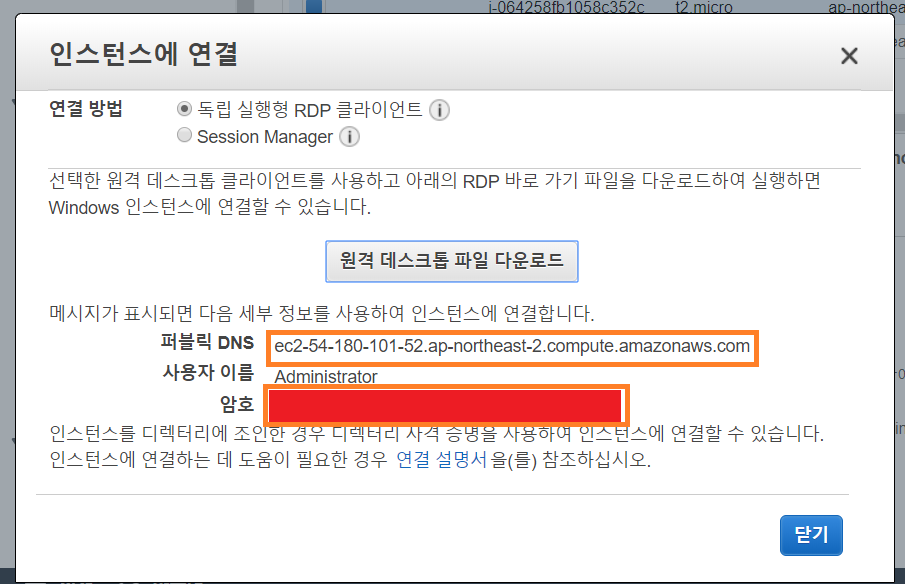 i-064258fb1058c352c t2.micro ap-northea
인스턴스에 연결
연결 방법 독립 실행형 RDP 클라이언트
Session Manager
선택한 원격 데스크톱 클라이언트를 사용하고 아래의 RDP 바로 가기 파일을 다운로드하여 실행하면
Windows 인스턴스에 연결할 수 있습니다.
원격 데스크톱 파일 다운로드
메시지가 표시되면 다음 세부 정보를 사용하여 인스턴스에 연결합니다.
퍼블릭 DNS ec2-54-180-101-52.ap-northeast-2.compute.amazonaws.com
사용자 이름 Administrator
암호
인스턴스를 디렉터리에 조인한 경우 디렉터리 자격 증명을 사용하여 인스턴스에 연결할 수 있습니다.
인스턴스에 연결하는 데 도움이 필요한 경우 연결 설명서을(를) 참조하십시오.
닫기